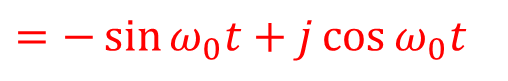 = − sin ω₀t + j cos ω₀t